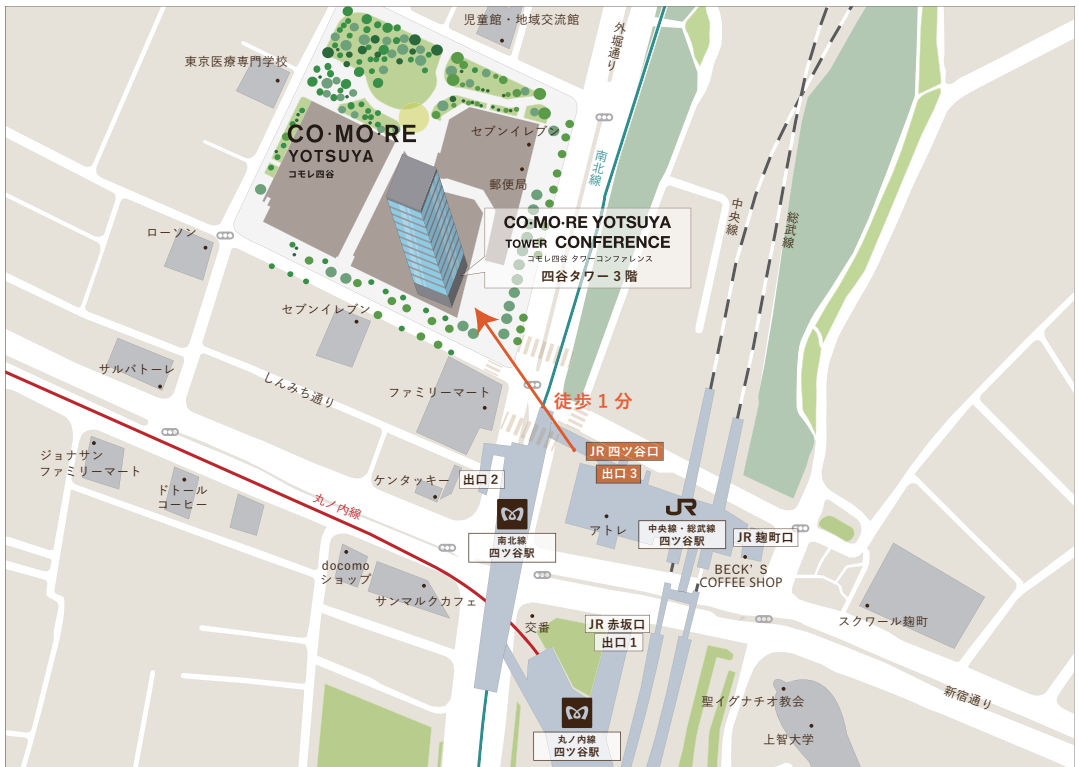 児童館・地域交流館
外堀通り
東京医療専門学校
CO·MO·RE
YOTSUYA
コモレ四谷
セブンイレブン
郵便局
南北線
中央線
総武線
CO·MO·RE YOTSUYA
TOWER CONFERENCE
コモレ四谷 タワーコンファレンス
四谷タワー 3 階
ローソン
セブンイレブン
サルバトーレ
しんみち通り
ファミリーマート
徒歩 1 分
ジョナサン
ファミリーマート
ドトール
コーヒー
ケンタッキー
出口 2
JR 四ツ谷口
出口 3
丸ノ内線
南北線
四ツ谷駅
アトレ
JR
中央線・総武線
四ツ谷駅
JR 麹町口
BECK'S
COFFEE SHOP
docomo
ショップ
サンマルクカフェ
交番
JR 赤坂口
出口 1
スクワール麹町
新宿通り
聖イグナチオ教会
上智大学
丸ノ内線
四ツ谷駅